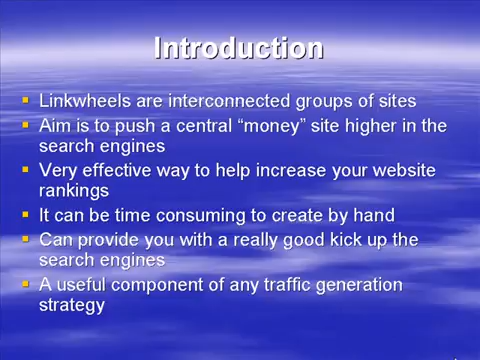 Introduction
Linkwheels are interconnected groups of sites
Aim is to push a central “money” site higher in the
search engines
Very effective way to help increase your website
rankings
It can be time consuming to create by hand
Can provide you with a really good kick up the
search engines
A useful component of any traffic generation
strategy